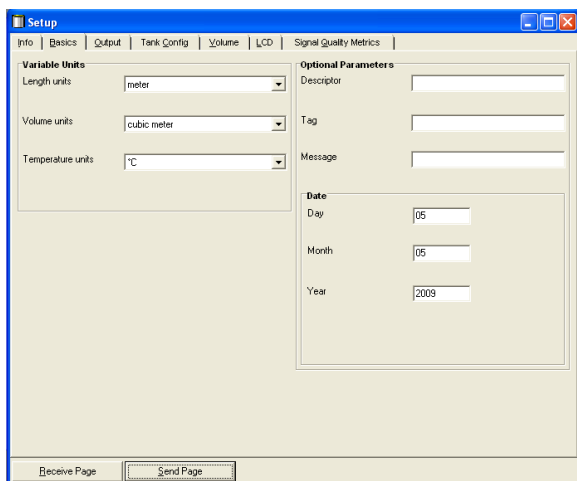 Setup
Info Basics Output Tank Config Volume LCD Signal Quality Metrics
Variable Units
Length units meter
Volume units cubic meter
Temperature units °C
Optional Parameters
Descriptor
Tag
Message
Date
Day 05
Month 05
Year 2009
Receive Page Send Page